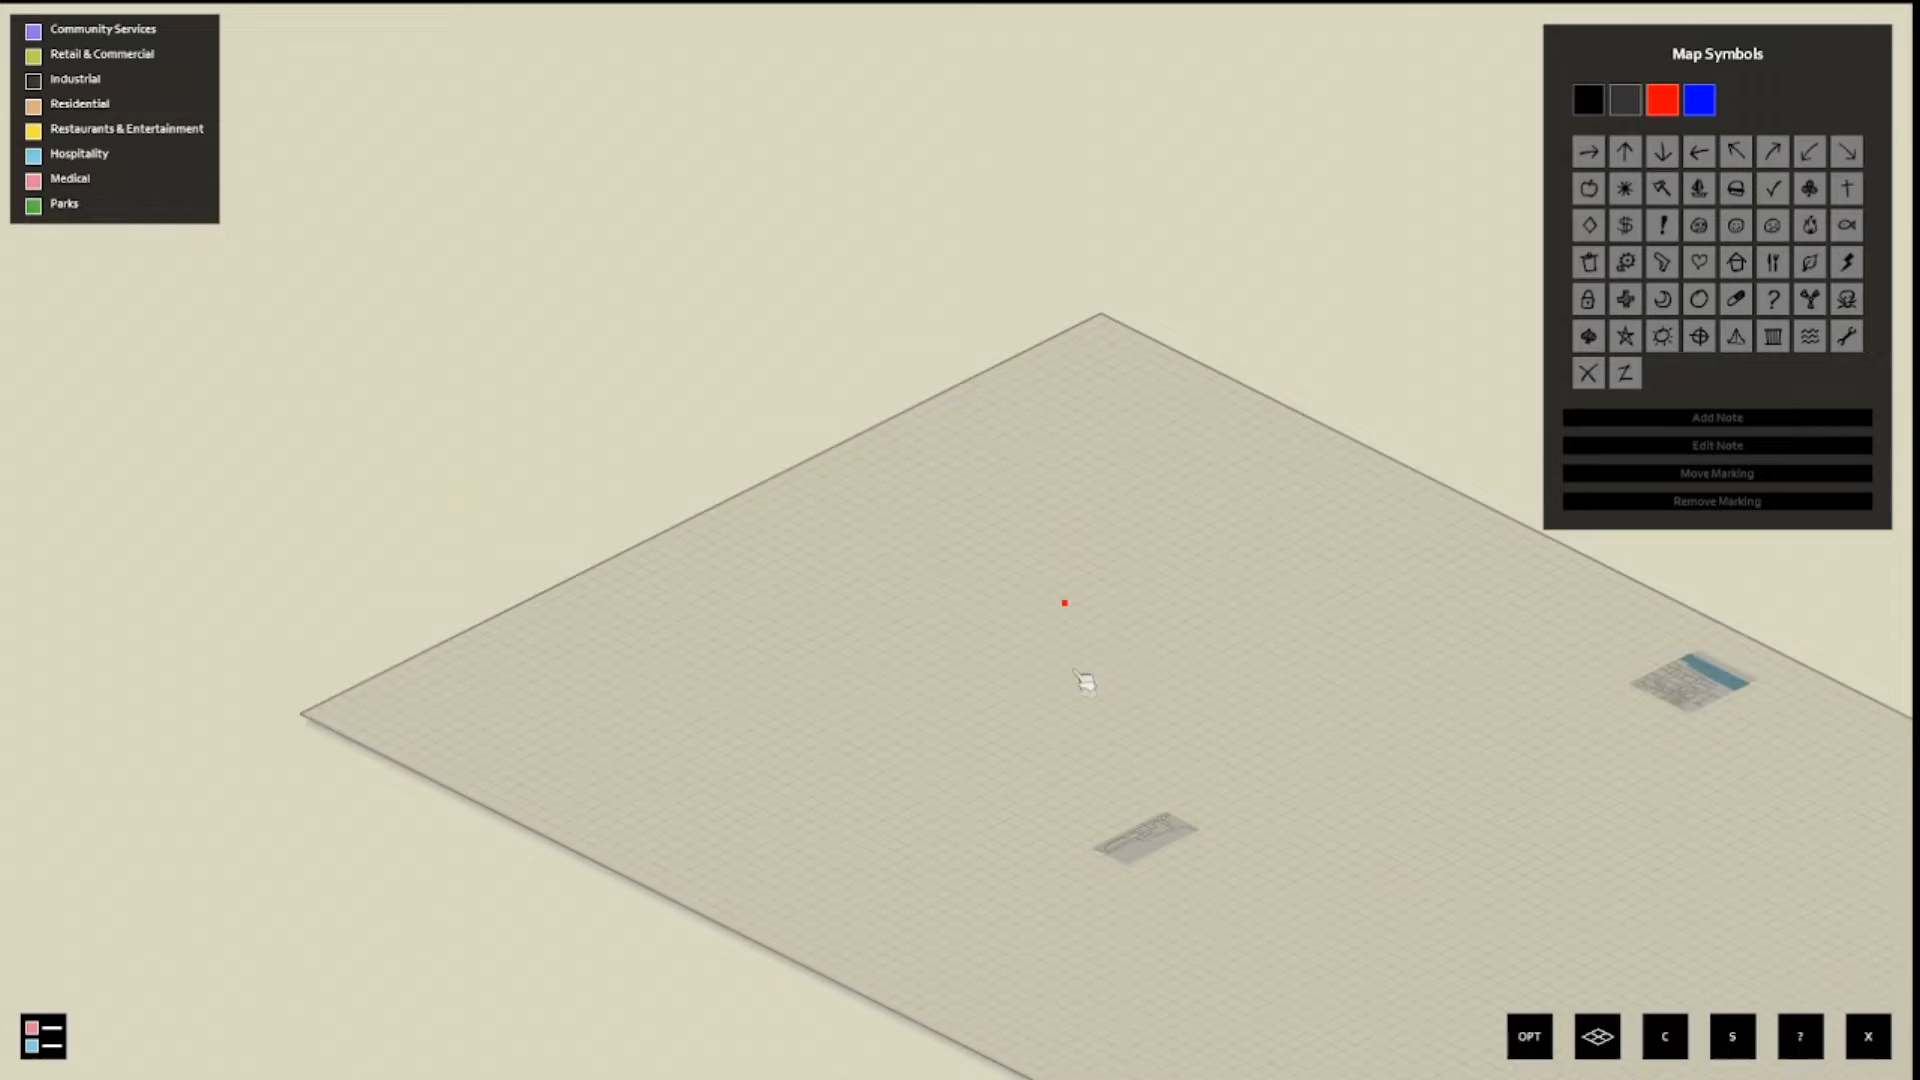 Community Services
Retail & Commercial
Industrial
Residential
Restaurants & Entertainment
Hospitality
Medical
Parks
Map Symbols
Add Note
Edit Note
Move Marking
Remove Marking
OPT
C
S
?
X